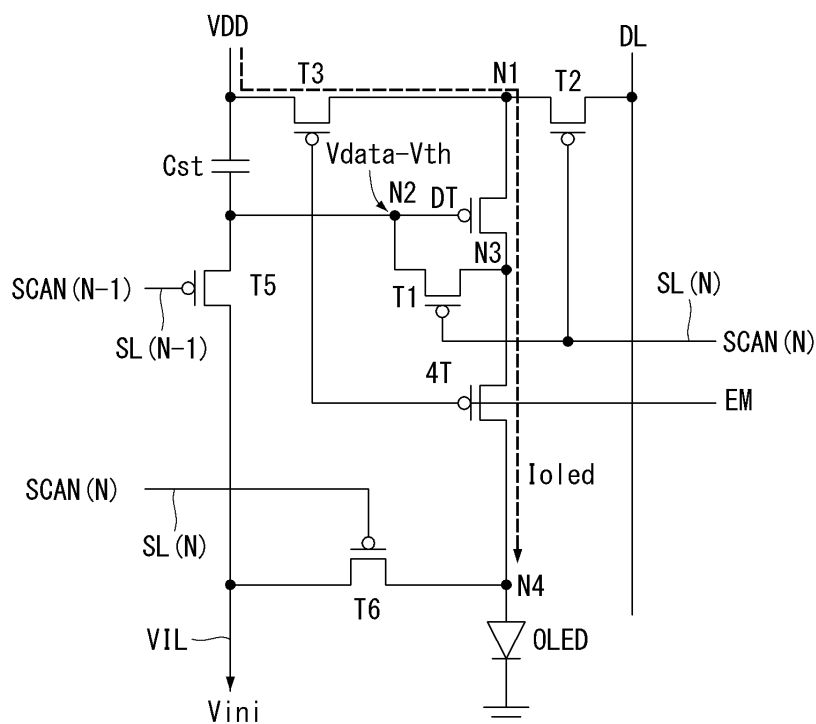 VDD
DL
T3
N1
T2
Cst
Vdata-Vth
N2
DT
N3
SCAN(N-1)
T5
T1
SL(N)
SL(N-1)
SCAN(N)
4T
EM
SCAN(N)
Ioled
SL(N)
N4
T6
VIL
OLED
Vini